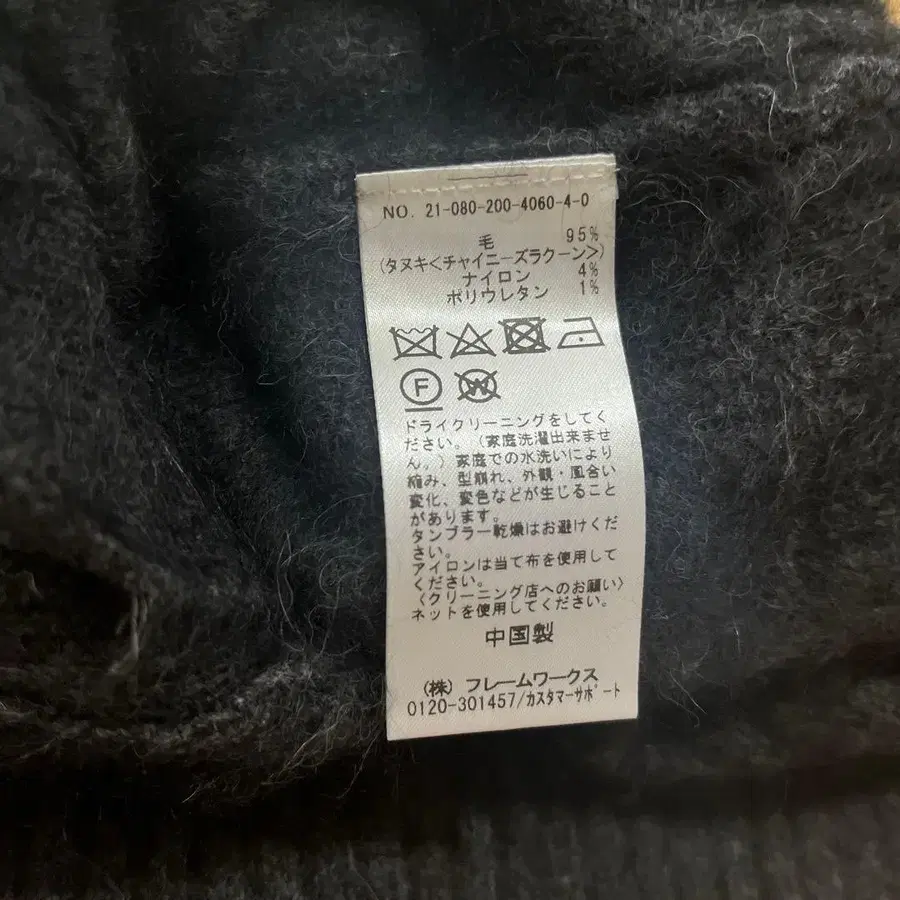 NO. 21-080-200-4060-4-0
毛 95%
(タヌキ<チャイニーズラクーン>)
ナイロン 4%
ポリウレタン 1%
F W
ドライクリーニングをしてく
ださい。(家庭洗濯出来ませ
ん。)家庭での水洗いにより
縮み、型崩れ、外観・風合い
変化、変色などが生じること
があります。
タンブラー乾燥はお避けくだ
さい。
アイロンは当て布を使用して
ください。
〈クリーニング店へのお願い〉
ネットを使用してください。
中国製
(株) フレームワークス
0120-301457/カスタマーサポート